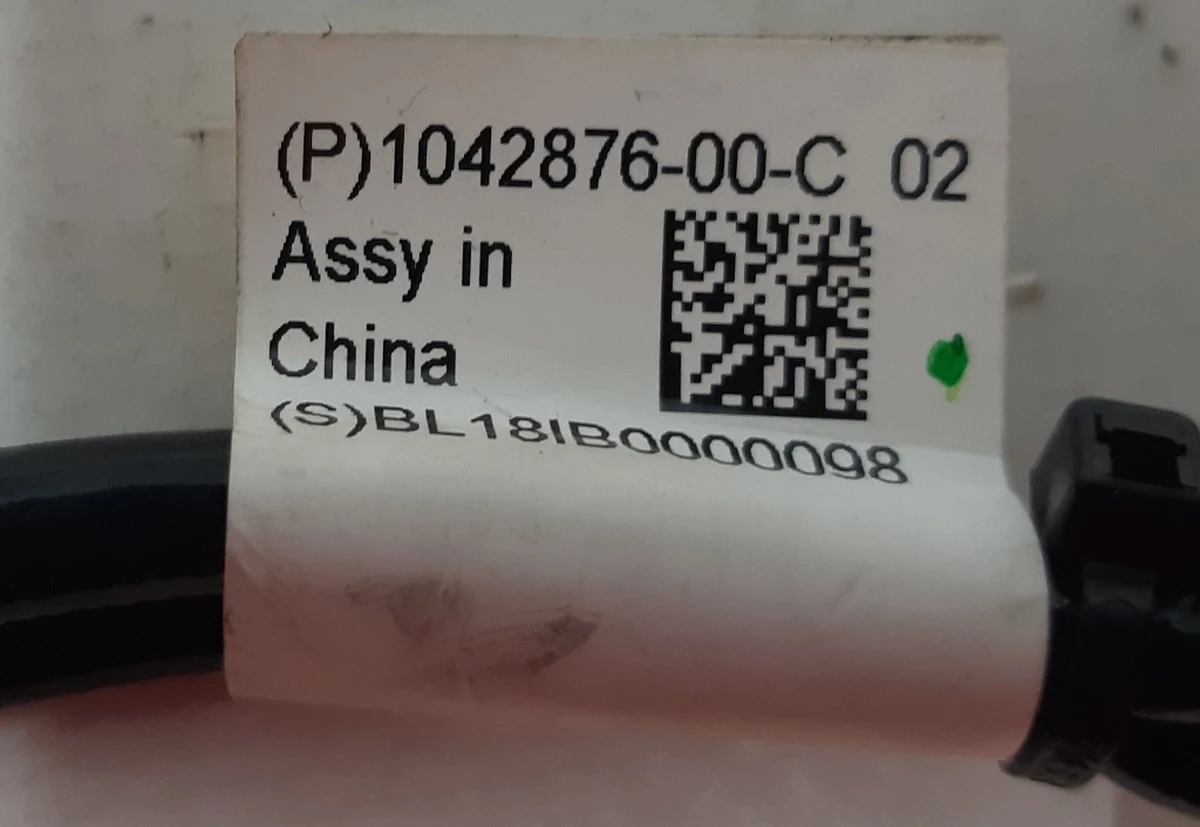 (P)1042876-00-C 02
Assy in
China
(S)BL18IB0000098